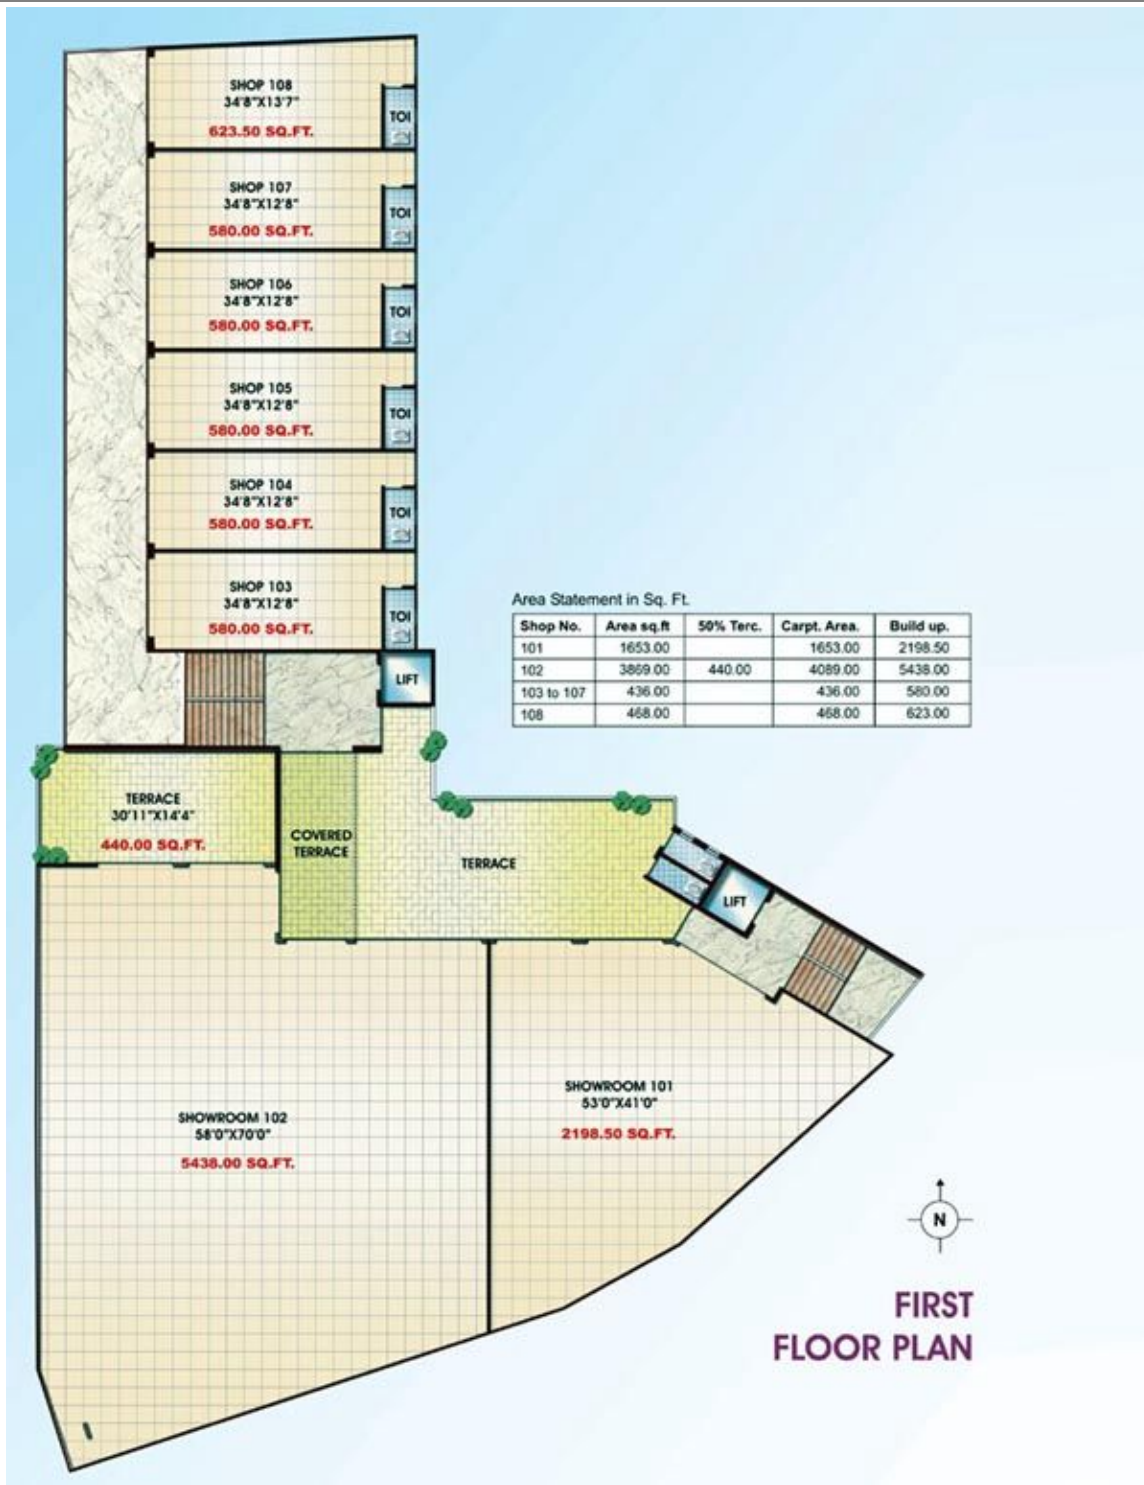 SHOP 108
34'8"X13'7"
623.50 SQ.FT.
TOI
SHOP 107
34'8"X12'8"
580.00 SQ.FT.
TOI
SHOP 106
34'8"X12'8"
580.00 SQ.FT.
TOI
SHOP 105
34'8"X12'8"
580.00 SQ.FT.
TOI
SHOP 104
34'8"X12'8"
580.00 SQ.FT.
TOI
SHOP 103
34'8"X12'8"
580.00 SQ.FT.
TOI
LIFT
Area Statement in Sq. Ft.
Shop No. Area sq.ft 50% Terc. Carpt. Area. Build up.
101 1653.00 1653.00 2198.50
102 3869.00 440.00 4089.00 5438.00
103 to 107 436.00 436.00 580.00
108 468.00 468.00 623.00
TERRACE
30'11"X14'4"
440.00 SQ.FT.
COVERED
TERRACE
TERRACE
LIFT
SHOWROOM 101
53'0"X41'0"
2198.50 SQ.FT.
SHOWROOM 102
58'0"X70'0"
5438.00 SQ.FT.
N
FIRST
FLOOR PLAN